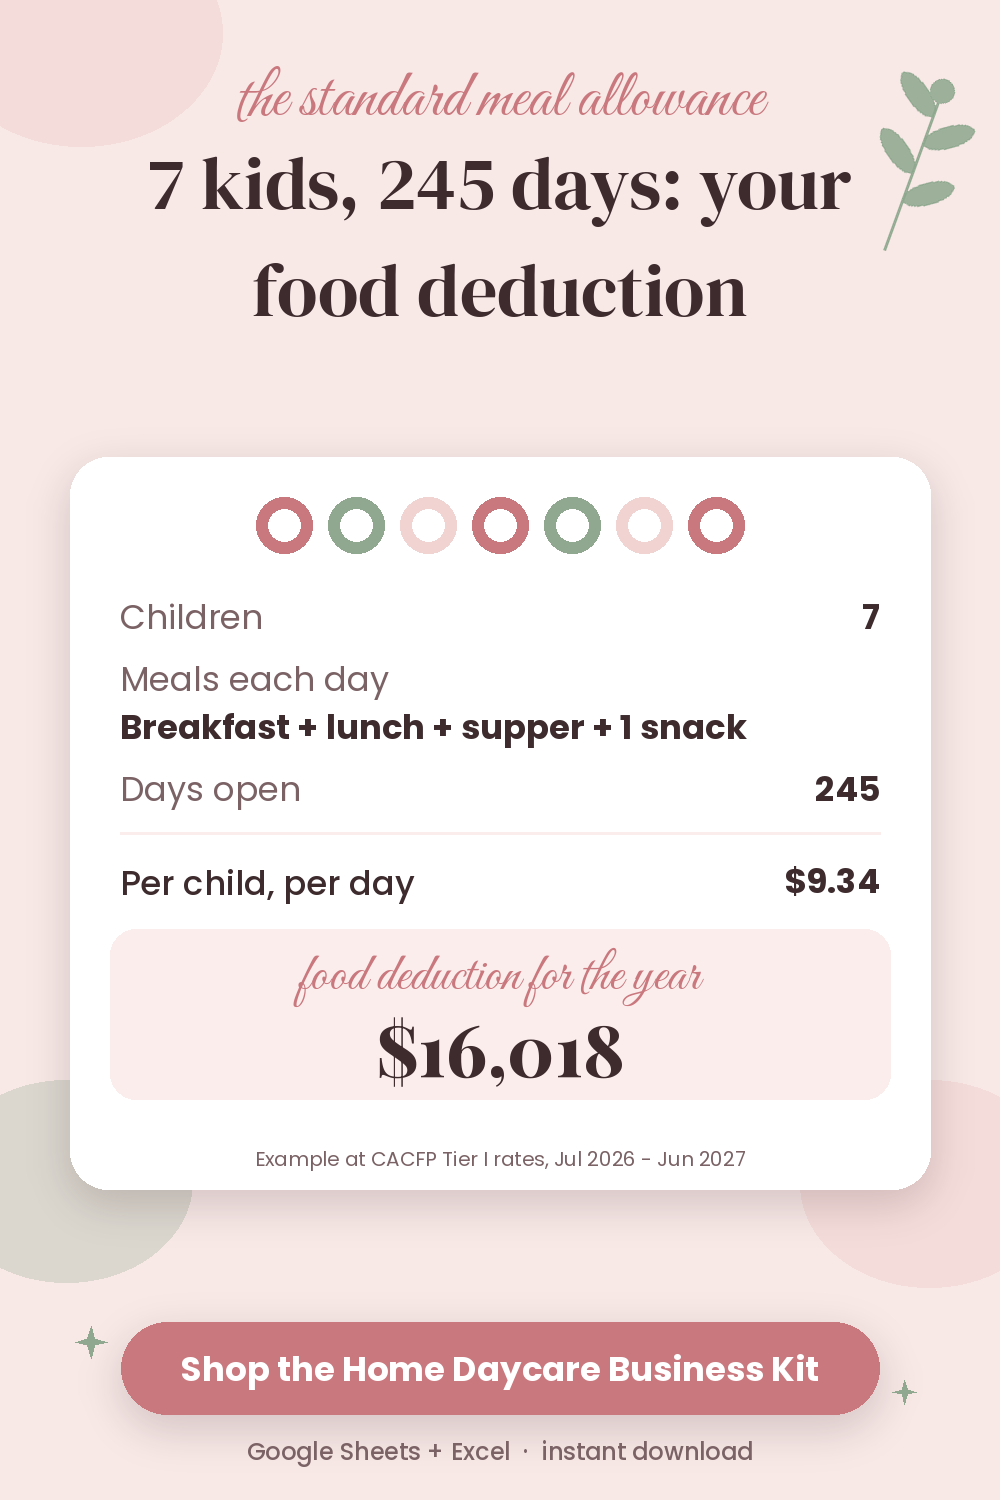 the standard meal allowance
7 kids, 245 days: your
food deduction
Children 7
Meals each day
Breakfast + lunch + supper + 1 snack
Days open 245
Per child, per day $9.34
food deduction for the year
$16,018
Example at CACFP Tier I rates, Jul 2026 - Jun 2027
Shop the Home Daycare Business Kit
Google Sheets + Excel · instant download